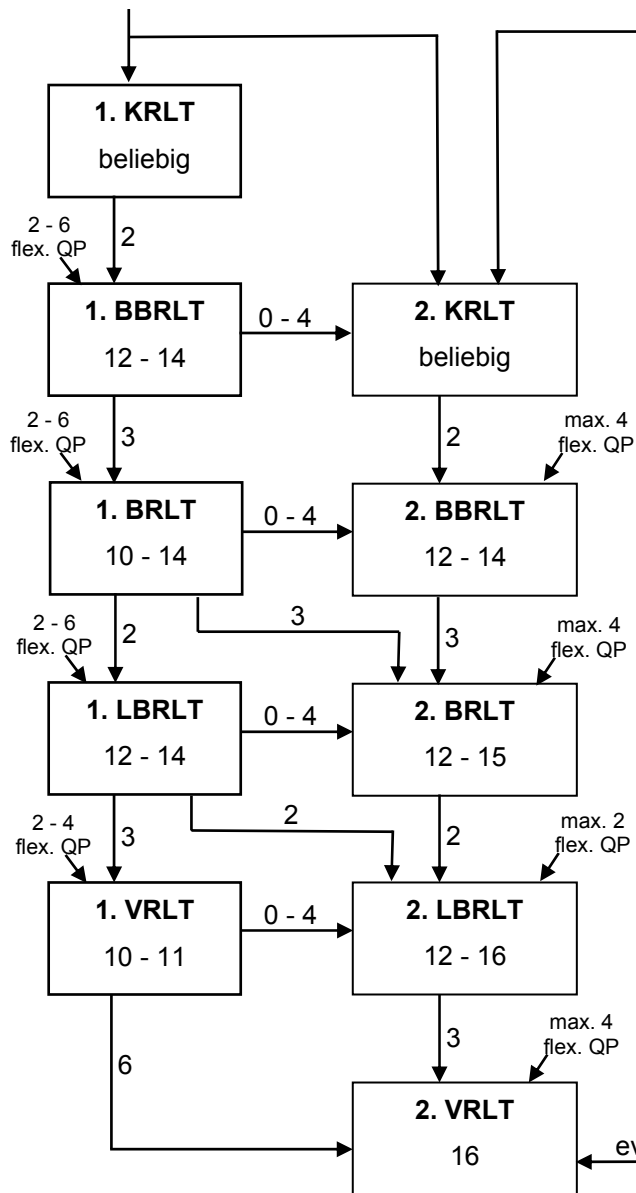 1. KRLT
beliebig
2
2 - 6
flex. QP
1. BBRLT
12 - 14
0 - 4
2. KRLT
beliebig
2 - 6
flex. QP
3
2
max. 4
flex. QP
1. BRLT
10 - 14
0 - 4
2. BBRLT
12 - 14
2 - 6
flex. QP
2
3
3
max. 4
flex. QP
1. LBRLT
12 - 14
0 - 4
2. BRLT
12 - 15
2 - 4
flex. QP
3
2
2
max. 2
flex. QP
1. VRLT
10 - 11
0 - 4
2. LBRLT
12 - 16
6
3
max. 4
flex. QP
2. VRLT
16
ev